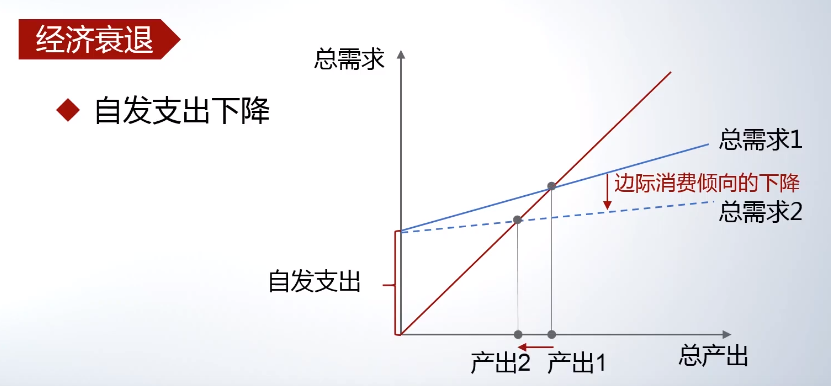 经济衰退
自发支出下降
总需求
总需求1
边际消费倾向的下降
总需求2
自发支出
产出2
产出1
总产出